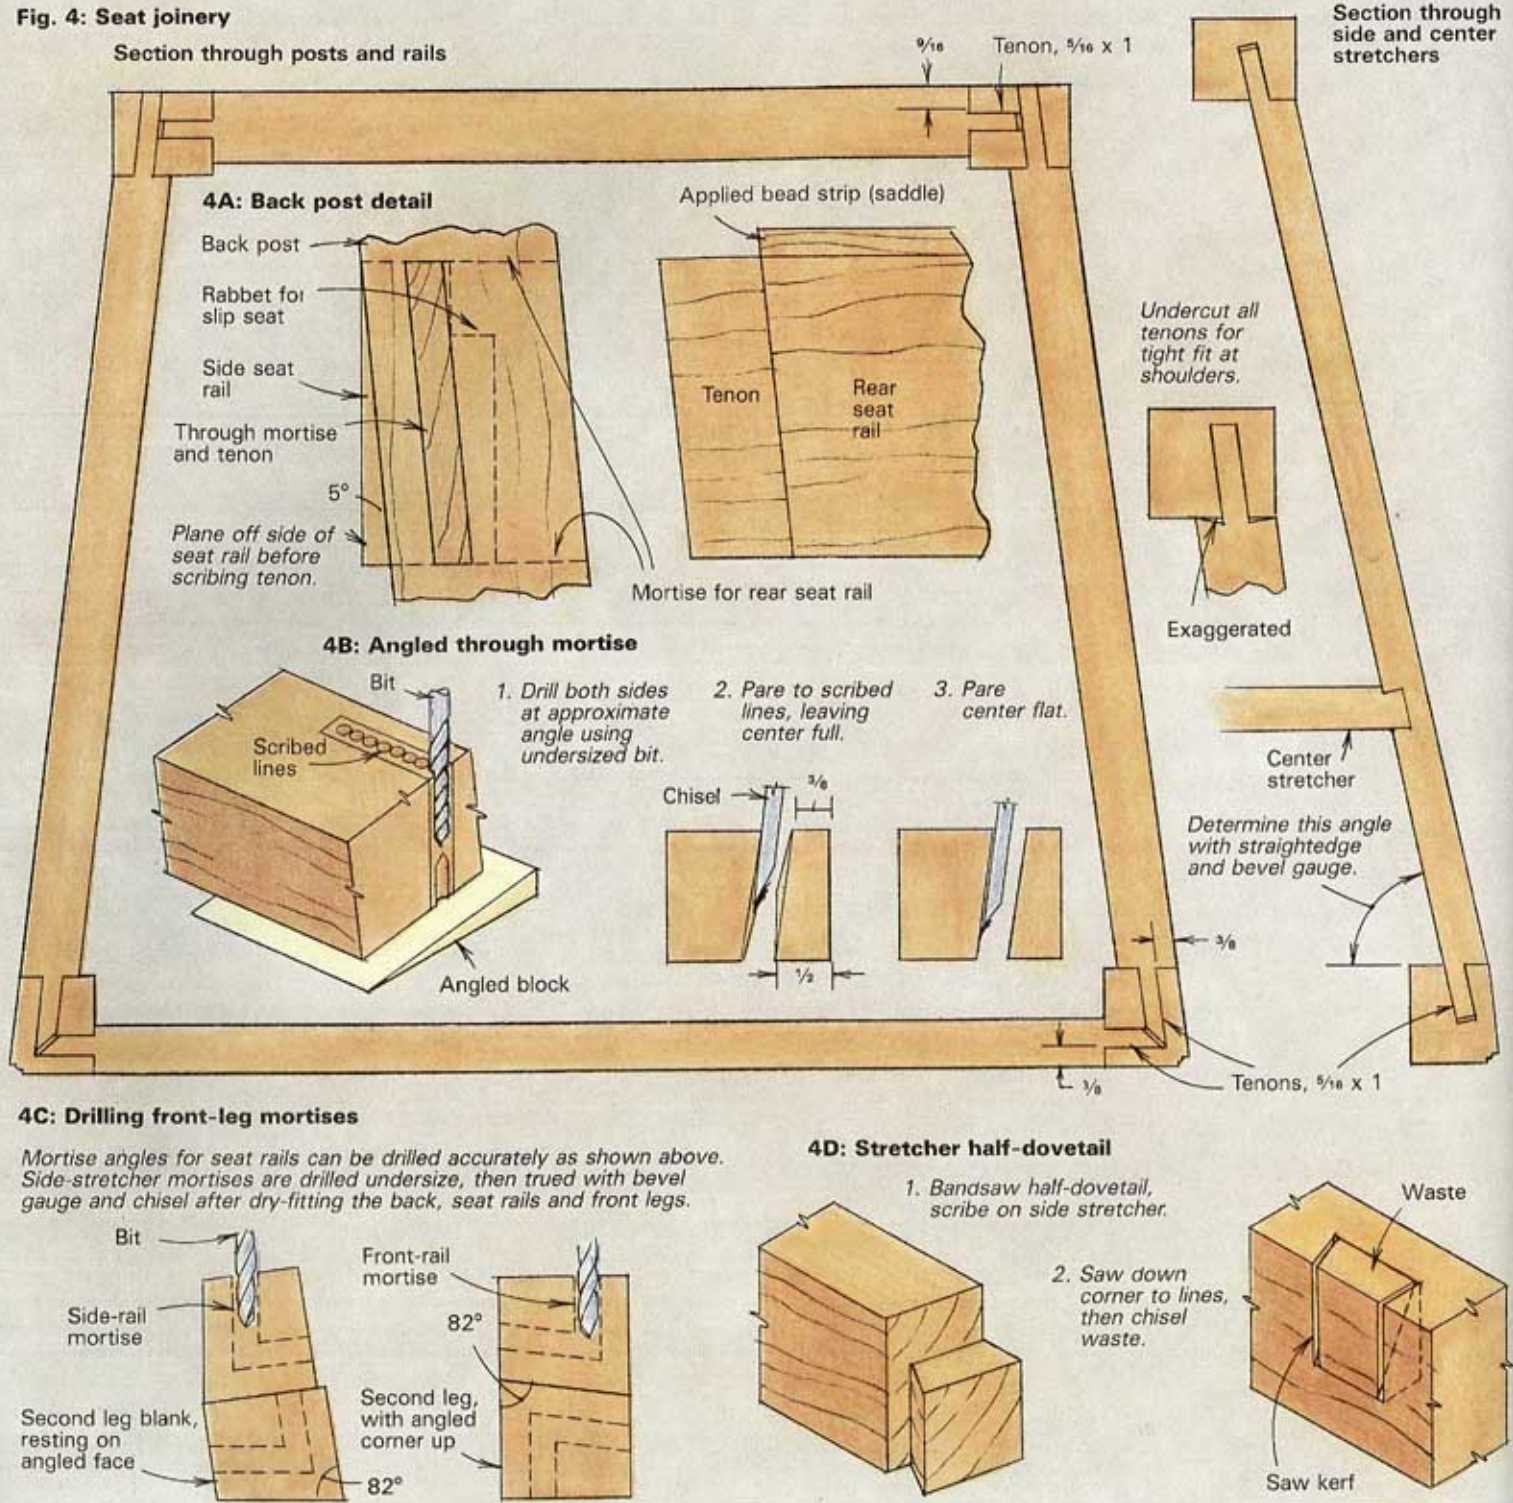 Fig. 4: Seat joinery
Section through posts and rails
9/16
Tenon, 5/16 x 1
Section through
side and center
stretchers
4A: Back post detail
Back post
Rabbet for
slip seat
Side seat
rail
Through mortise
and tenon
5°
Plane off side of
seat rail before
scribing tenon.
Applied bead strip (saddle)
Tenon
Rear
seat
rail
Mortise for rear seat rail
Undercut all
tenons for
tight fit at
shoulders.
Exaggerated
4B: Angled through mortise
Bit
Scribed
lines
Angled block
1. Drill both sides
at approximate
angle using
undersized bit.
2. Pare to scribed
lines, leaving
center full.
3. Pare
center flat.
Chisel
3/8
1/2
Center
stretcher
Determine this angle
with straightedge
and bevel gauge.
3/8
3/8
Tenons, 5/16 x 1
4C: Drilling front-leg mortises
Mortise angles for seat rails can be drilled accurately as shown above.
Side-stretcher mortises are drilled undersize, then trued with bevel
gauge and chisel after dry-fitting the back, seat rails and front legs.
Bit
Side-rail
mortise
Second leg blank,
resting on
angled face
82°
Front-rail
mortise
82°
Second leg,
with angled
corner up
4D: Stretcher half-dovetail
1. Bandsaw half-dovetail,
scribe on side stretcher.
2. Saw down
corner to lines,
then chisel
waste.
Waste
Saw kerf